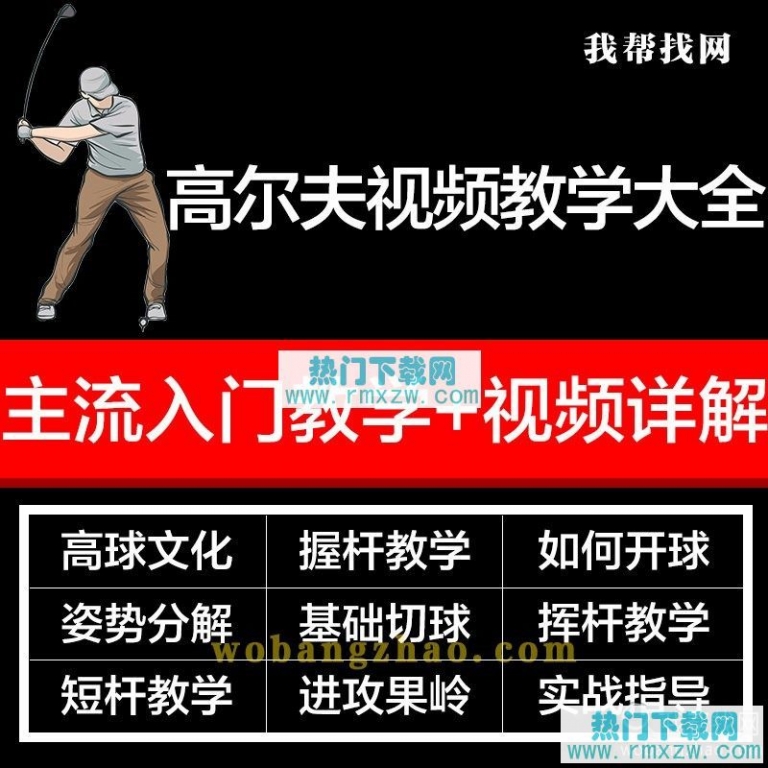 我帮找网
高尔夫视频教学大全
热门下载网
www.rmxzw.com
主流入门教学+视频详解
高球文化 握杆教学 如何开球
姿势分解 基础切球 挥杆教学
wobangzhao.com
短杆教学 进攻果岭 实战指导
热门下载网
www.rmxzw.com